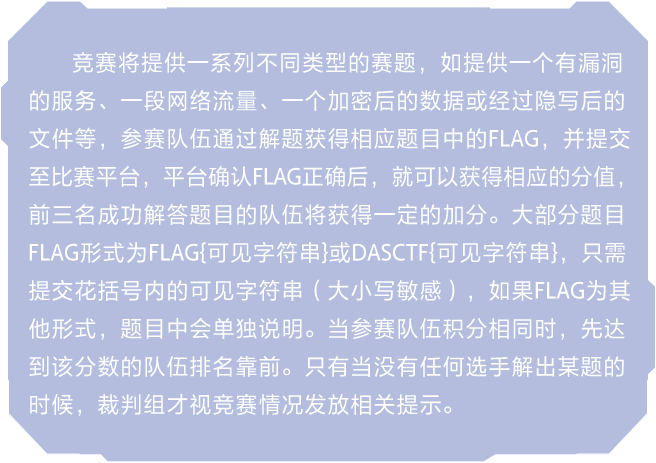 竞赛将提供一系列不同类型的赛题，如提供一个有漏洞
的服务、一段网络流量、一个加密后的数据或经过隐写后的
文件等，参赛队伍通过解题获得相应题目中的FLAG，并提交
至比赛平台，平台确认FLAG正确后，就可以获得相应的分值，
前三名成功解答题目的队伍将获得一定的加分。大部分题目
FLAG形式为FLAG{可见字符串}或DASCTF{可见字符串}，只需
提交花括号内的可见字符串（大小写敏感），如果FLAG为其
他形式，题目中会单独说明。当参赛队伍积分相同时，先达
到该分数的队伍排名靠前。只有当没有任何选手解出某题的
时候，裁判组才视竞赛情况发放相关提示。